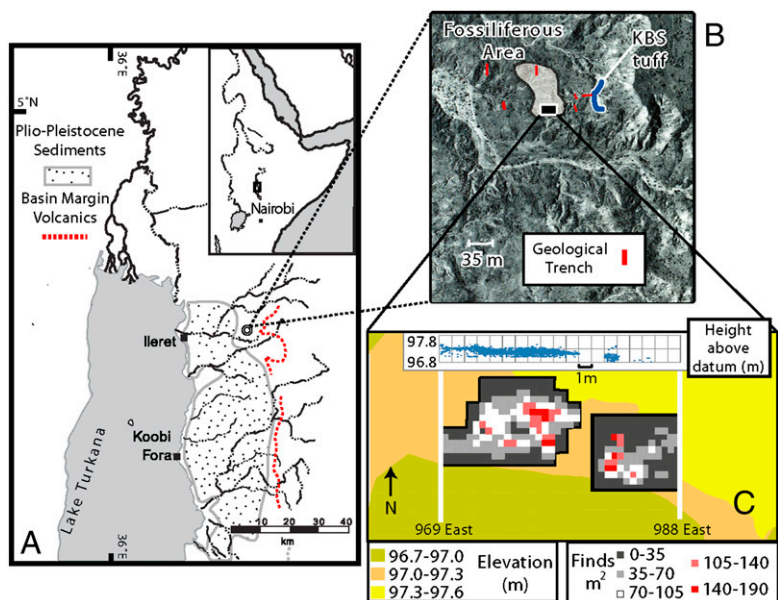 36°E
5°N
Plio-Pleistocene
Sediments
Basin Margin
Volcanics
Nairobi
Ileret
Koobi
Fora
Lake Turkana
A
36°E
0 10 20 30 40
km
Fossiliferous
Area
KBS
tuff
B
35 m
Geological
Trench
97.8
96.8
1m
Height
above
datum (m)
N
969 East
988 East
C
96.7-97.0
97.0-97.3
97.3-97.6
Elevation
(m)
Finds
m²
0-35
35-70
70-105
105-140
140-190